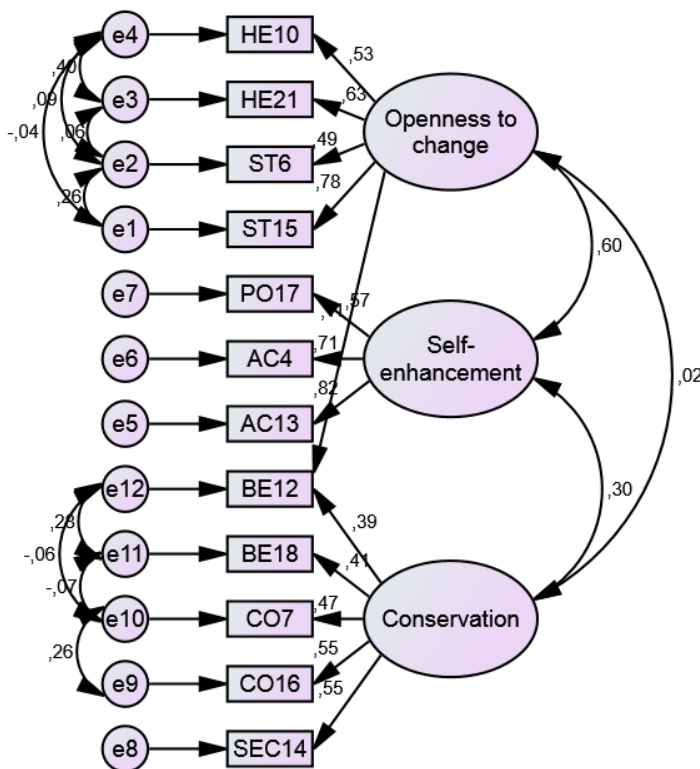 e4
HE10
,53
,40
e3
HE21
,63
Openness to
change
,09
-,04
,06
e2
ST6
,49
,26
e1
ST15
,78
,60
e7
PO17
,57
e6
AC4
,71
Self-
enhancement
,02
e5
AC13
,82
e12
BE12
,28
,39
,30
-,06
e11
BE18
,41
-,07
e10
CO7
,47
Conservation
,26
e9
CO16
,55
,55
e8
SEC14